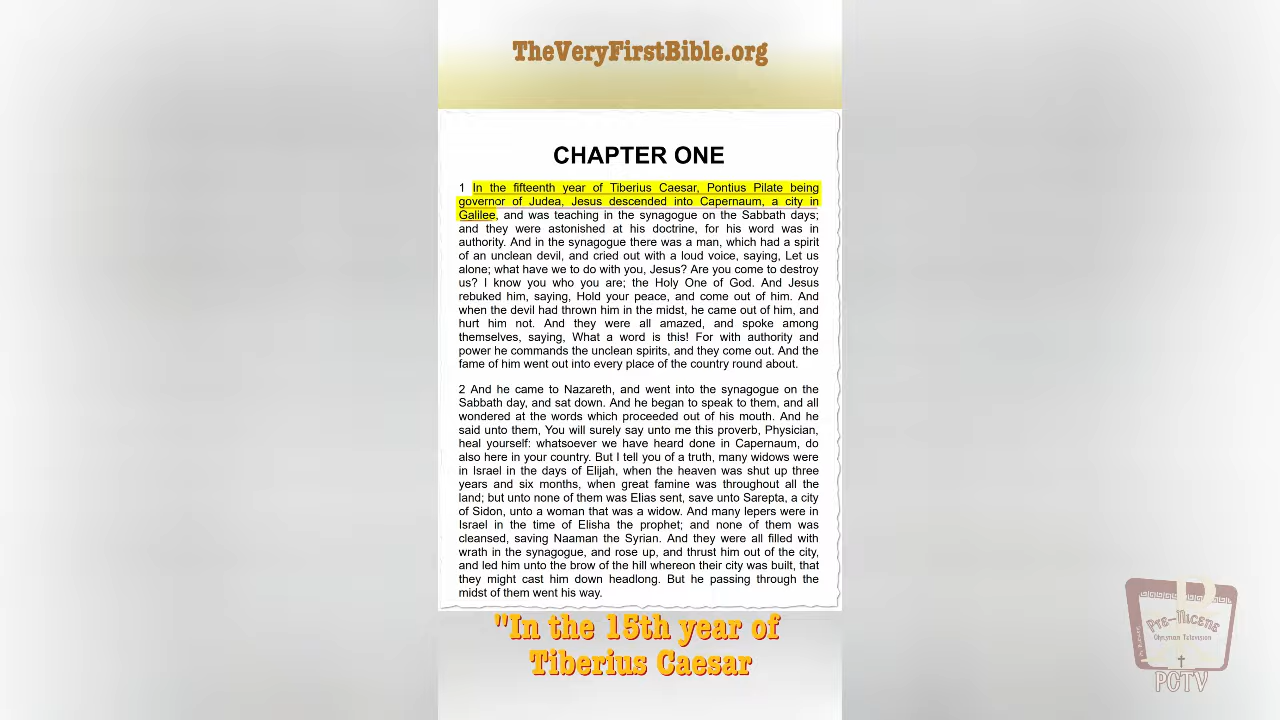 TheVeryFirstBible.org
CHAPTER ONE
1 In the fifteenth year of Tiberius Caesar, Pontius Pilate being
governor of Judea, Jesus descended into Capernaum, a city in
Galilee, and was teaching in the synagogue on the Sabbath days;
and they were astonished at his doctrine, for his word was in
authority. And in the synagogue there was a man, which had a spirit
of an unclean devil, and cried out with a loud voice, saying, Let us
alone; what have we to do with you, Jesus? Are you come to destroy
us? I know you who you are; the Holy One of God. And Jesus
rebuked him, saying, Hold your peace, and come out of him. And
when the devil had thrown him in the midst, he came out of him, and
hurt him not. And they were all amazed, and spoke among
themselves, saying, What a word is this! For with authority and
power he commands the unclean spirits, and they come out. And the
fame of him went out into every place of the country round about.
2 And he came to Nazareth, and went into the synagogue on the
Sabbath day, and sat down. And he began to speak to them, and all
wondered at the words which proceeded out of his mouth. And he
said unto them, You will surely say unto me this proverb, Physician,
heal yourself: whatsoever we have heard done in Capernaum, do
also here in your country. But I tell you of a truth, many widows were
in Israel in the days of Elijah, when the heaven was shut up three
years and six months, when great famine was throughout all the
land; but unto none of them was Elias sent, save unto Sarepta, a city
of Sidon, unto a woman that was a widow. And many lepers were in
Israel in the time of Elisha the prophet; and none of them was
cleansed, saving Naaman the Syrian. And they were all filled with
wrath in the synagogue, and rose up, and thrust him out of the city,
and led him unto the brow of the hill whereon their city was built, that
they might cast him down headlong. But he passing through the
midst of them went his way.
"In the 15th year of
Tiberius Caesar
Pre-Nicene
Television
PCTV